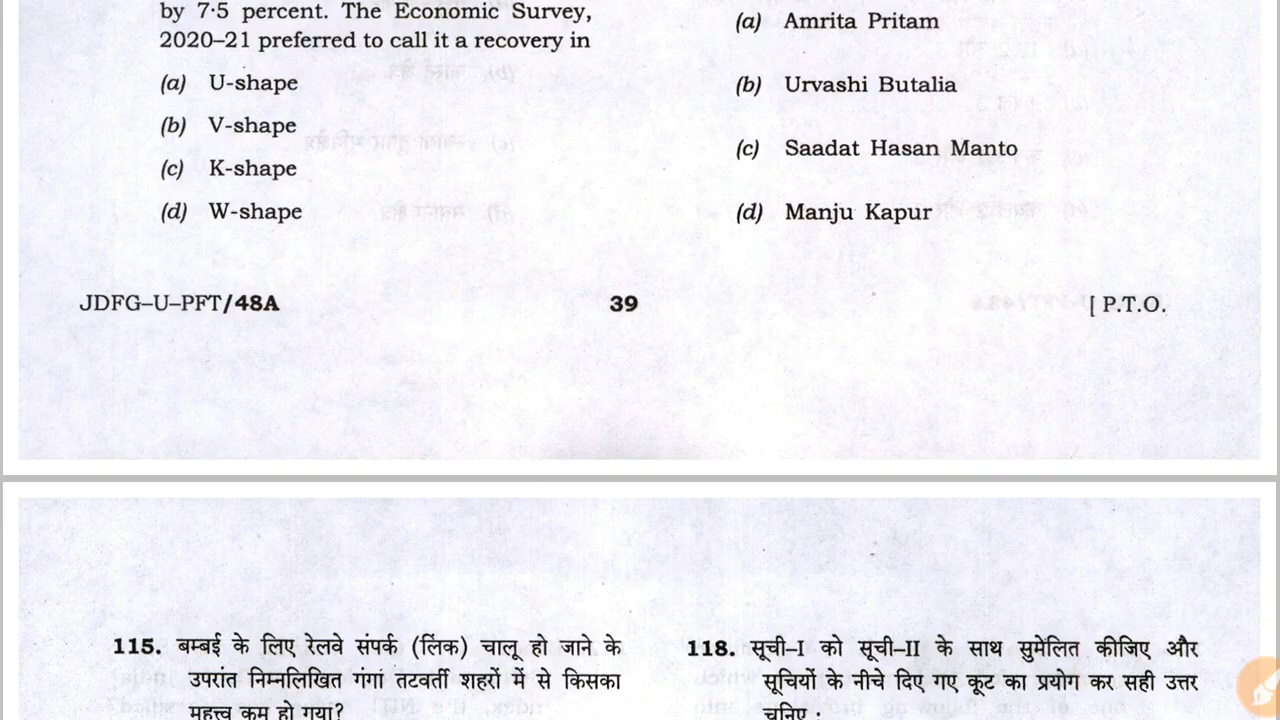 by 7·5 percent. The Economic Survey,
2020–21 preferred to call it a recovery in
(a) U-shape
(b) V-shape
(c) K-shape
(d) W-shape
(a) Amrita Pritam
(b) Urvashi Butalia
(c) Saadat Hasan Manto
(d) Manju Kapur
JDFG–U–PFT/48A
39
[ P.T.O.
115. बम्बई के लिए रेलवे संपर्क (लिंक) चालू हो जाने के
उपरांत निम्नलिखित गंगा तटवर्ती शहरों में से किसका
महत्त्व कम हो गया?
118. सूची–I को सूची–II के साथ सुमेलित कीजिए और
सूचियों के नीचे दिए गए कूट का प्रयोग कर सही उत्तर
चुनिए :